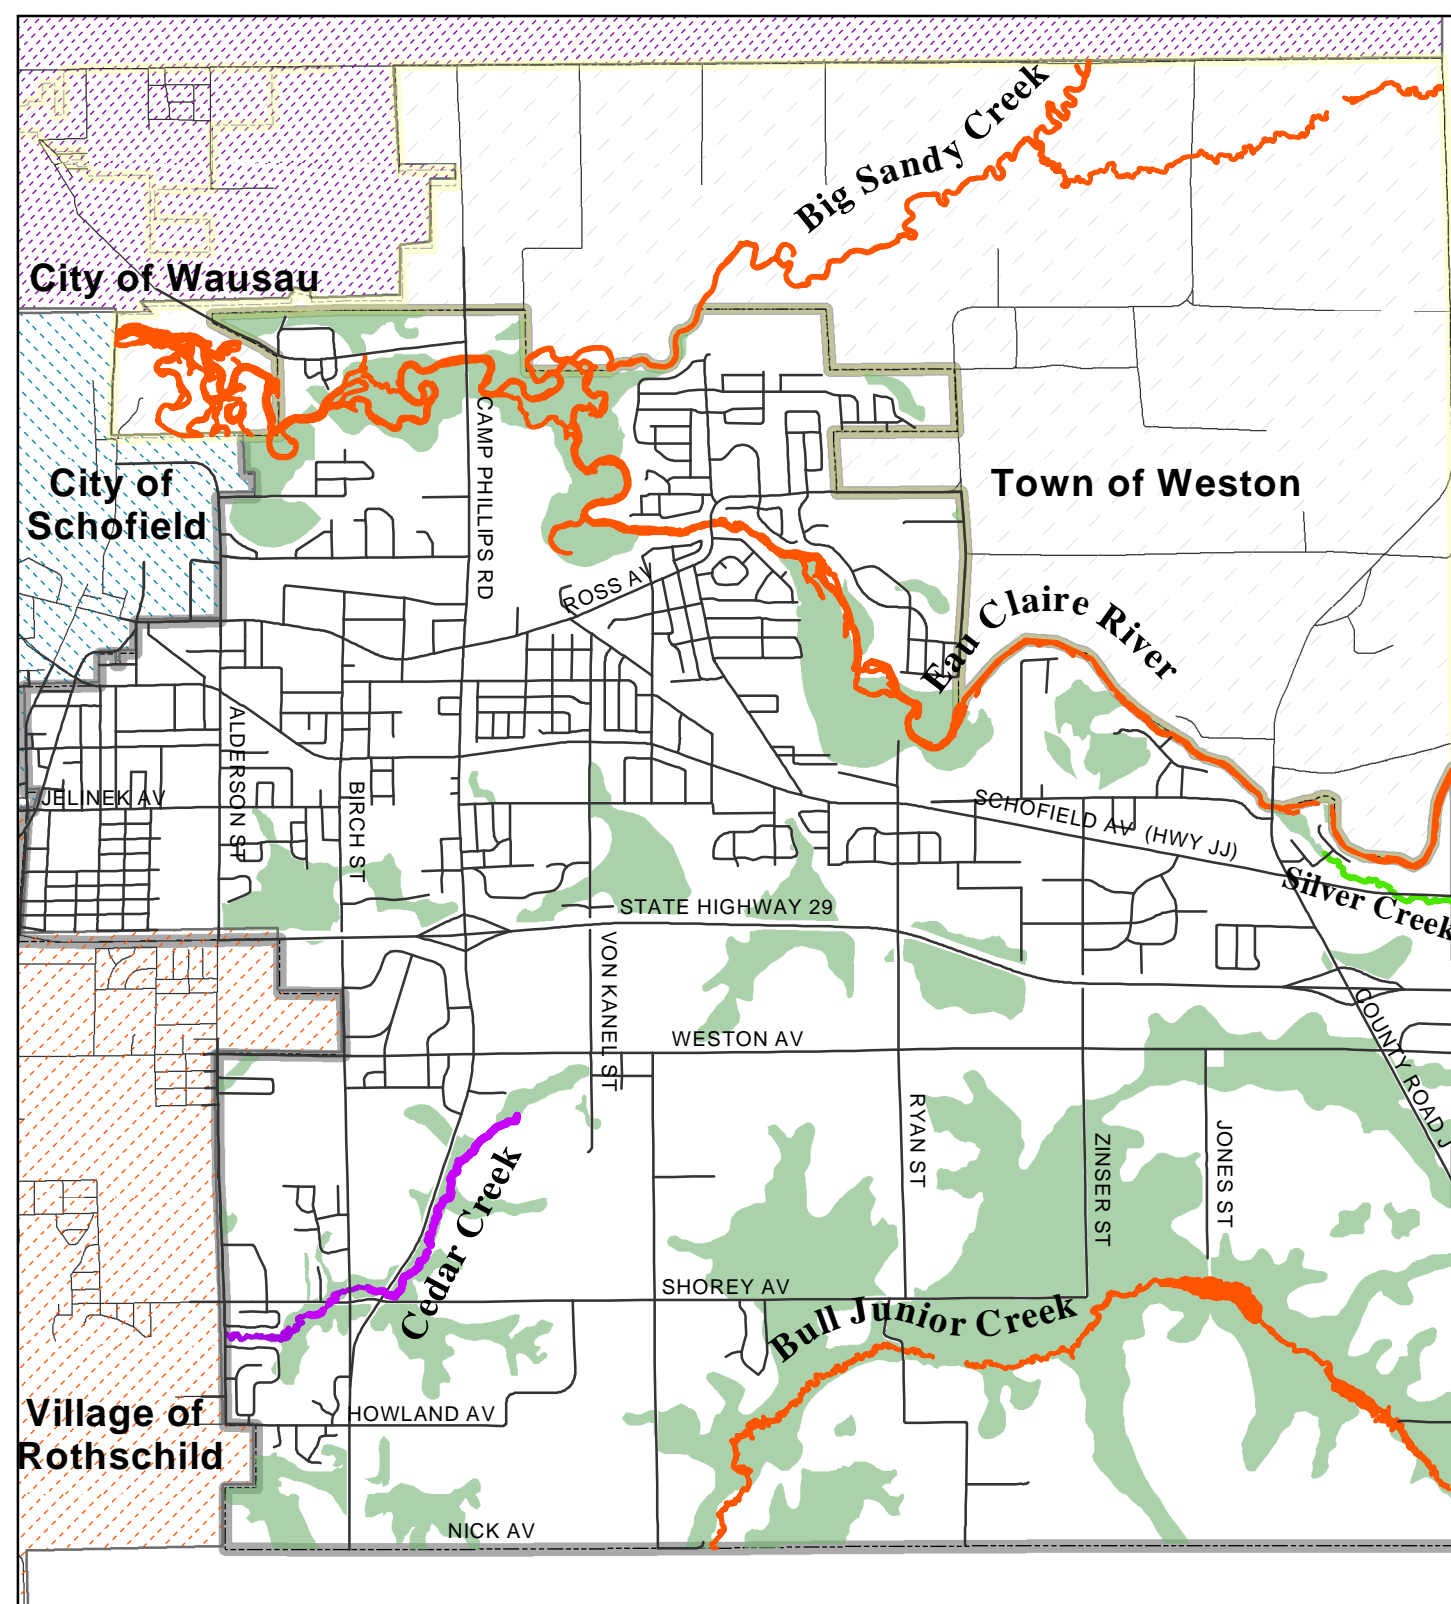 Big Sandy Creek
City of Wausau
City of
Schofield
CAMP PHILLIPS RD
Town of Weston
ROSS AV
Eau Claire River
ALDERSON ST
JELINEK AV
BIRCH ST
SCHOFIELD AV (HWY JJ)
Silver Creek
STATE HIGHWAY 29
VON KANEL ST
WESTON AV
COUNTY ROAD J
RYAN ST
ZINSER ST
JONES ST
Cedar Creek
SHOREY AV
Bull Junior Creek
Village of
Rothschild
HOWLAND AV
NICK AV